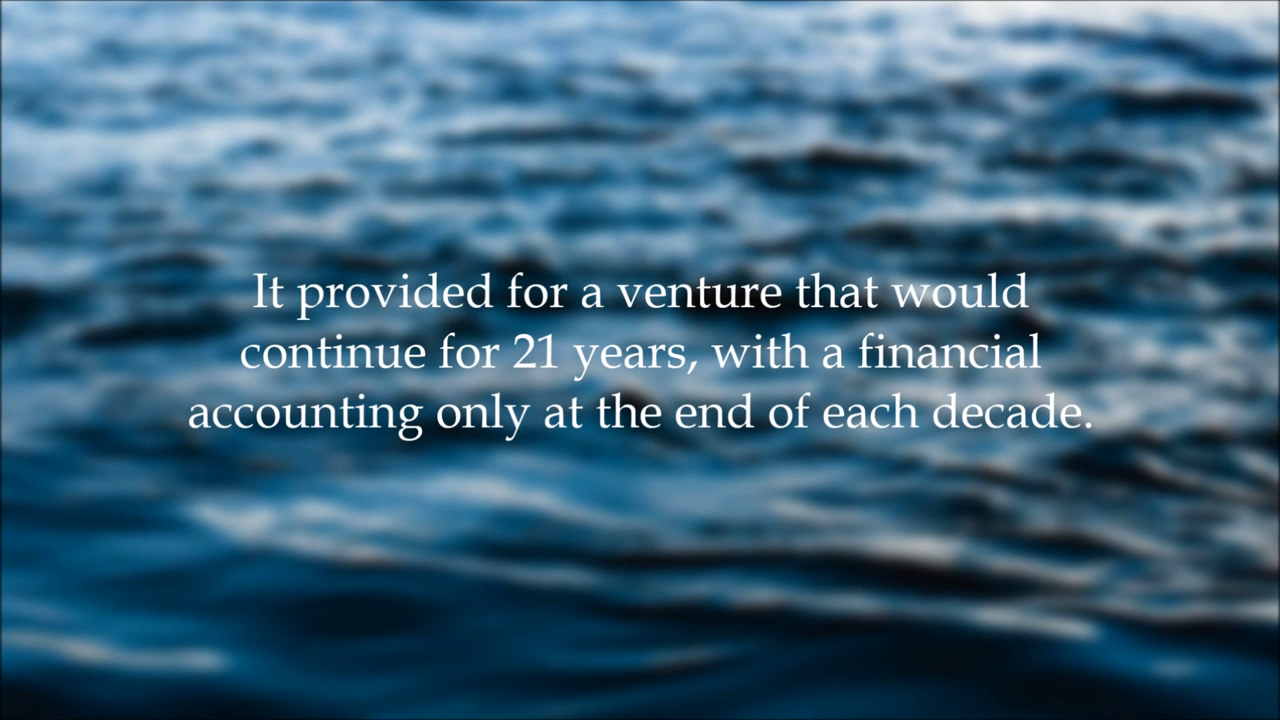 It provided for a venture that would
continue for 21 years, with a financial
accounting only at the end of each decade.